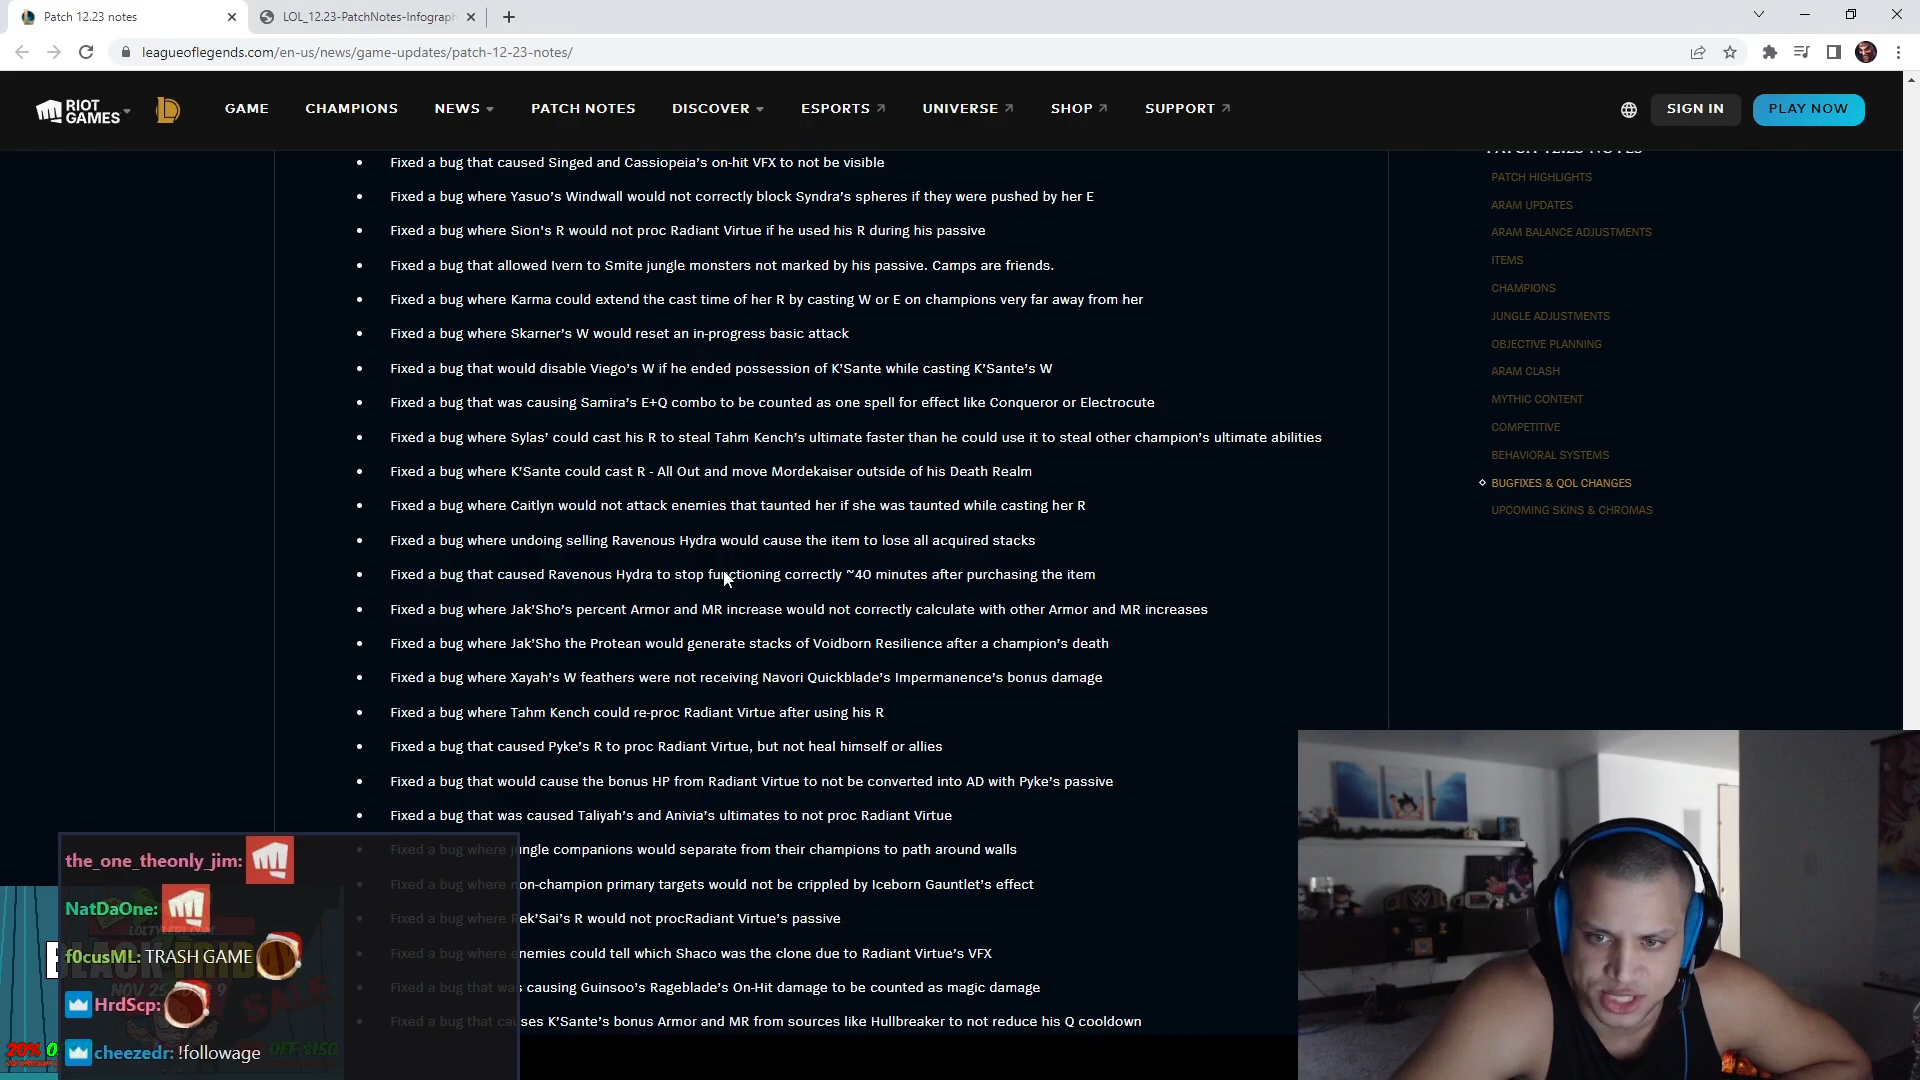 Patch 12.23 notes
LOL_12.23-PatchNotes-Infograph
leagueoflegends.com/en-us/news/game-updates/patch-12-23-notes/
RIOT GAMES
GAME CHAMPIONS NEWS PATCH NOTES DISCOVER ESPORTS UNIVERSE SHOP SUPPORT
SIGN IN
PLAY NOW
Fixed a bug that caused Singed and Cassiopeia's on-hit VFX to not be visible
Fixed a bug where Yasuo's Windwall would not correctly block Syndra's spheres if they were pushed by her E
Fixed a bug where Sion's R would not proc Radiant Virtue if he used his R during his passive
Fixed a bug that allowed Ivern to Smite jungle monsters not marked by his passive. Camps are friends.
Fixed a bug where Karma could extend the cast time of her R by casting W or E on champions very far away from her
Fixed a bug where Skarner's W would reset an in-progress basic attack
Fixed a bug that would disable Viego's W if he ended possession of K'Sante while casting K'Sante's W
Fixed a bug that was causing Samira's E+Q combo to be counted as one spell for effect like Conqueror or Electrocute
Fixed a bug where Sylas' could cast his R to steal Tahm Kench's ultimate faster than he could use it to steal other champion's ultimate abilities
Fixed a bug where K'Sante could cast R - All Out and move Mordekaiser outside of his Death Realm
Fixed a bug where Caitlyn would not attack enemies that taunted her if she was taunted while casting her R
Fixed a bug where undoing selling Ravenous Hydra would cause the item to lose all acquired stacks
Fixed a bug that caused Ravenous Hydra to stop functioning correctly ~40 minutes after purchasing the item
Fixed a bug where Jak'Sho's percent Armor and MR increase would not correctly calculate with other Armor and MR increases
Fixed a bug where Jak'Sho the Protean would generate stacks of Voidborn Resilience after a champion's death
Fixed a bug where Xayah's W feathers were not receiving Navori Quickblade's Impermanence's bonus damage
Fixed a bug where Tahm Kench could re-proc Radiant Virtue after using his R
Fixed a bug that caused Pyke's R to proc Radiant Virtue, but not heal himself or allies
Fixed a bug that would cause the bonus HP from Radiant Virtue to not be converted into AD with Pyke's passive
Fixed a bug that was caused Taliyah's and Anivia's ultimates to not proc Radiant Virtue
Fixed a bug where jungle companions would separate from their champions to path around walls
Fixed a bug where non-champion primary targets would not be crippled by Iceborn Gauntlet's effect
Fixed a bug where Rek'Sai's R would not procRadiant Virtue's passive
Fixed a bug where enemies could tell which Shaco was the clone due to Radiant Virtue's VFX
Fixed a bug that was causing Guinsoo's Rageblade's On-Hit damage to be counted as magic damage
Fixed a bug that causes K'Sante's bonus Armor and MR from sources like Hullbreaker to not reduce his Q cooldown
PATCH 12.23 NOTES
PATCH HIGHLIGHTS
ARAM UPDATES
ARAM BALANCE ADJUSTMENTS
ITEMS
CHAMPIONS
JUNGLE ADJUSTMENTS
OBJECTIVE PLANNING
ARAM CLASH
MYTHIC CONTENT
COMPETITIVE
BEHAVIORAL SYSTEMS
BUGFIXES & QOL CHANGES
UPCOMING SKINS & CHROMAS
the_one_theonly_jim:
NatDaOne:
f0cusML: TRASH GAME
HrdScp:
cheezedr: !followage
LOLTYLER1.COM
BLACK FRIDAY
SALE
20%
OFF $150